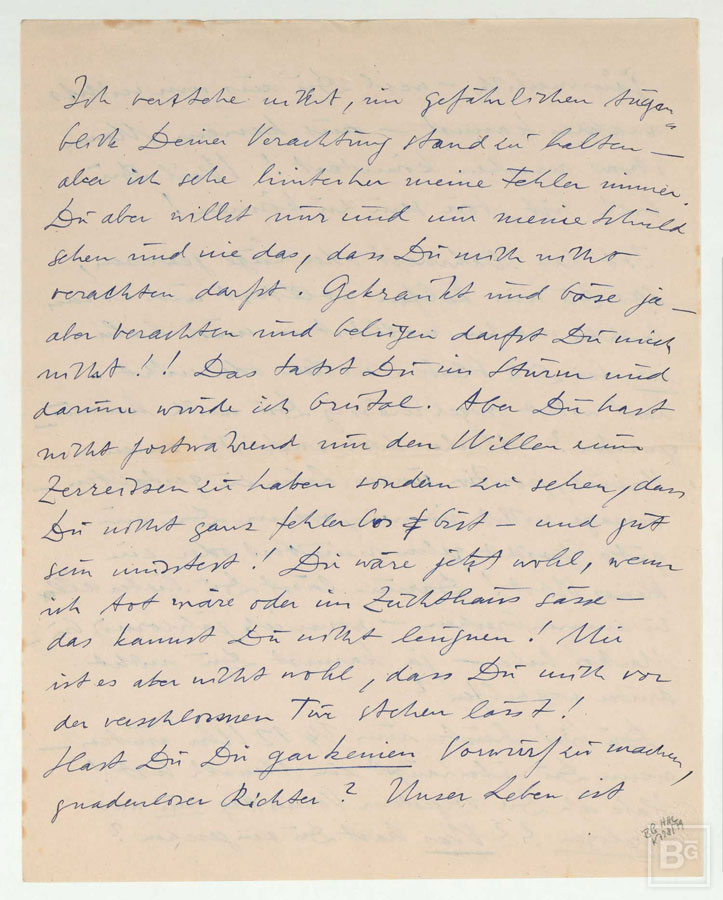 Ich verstehe nicht, im gefährlichen Augen=
blick Deiner Verachtung stand zu halten —
aber ich sehe hinterher meine Fehler immer.
Du aber willst nur und nur meine Schuld
sehen und nie das, dass Du mich nicht
verachten darfst. Gekränkt und böse ja —
aber verachten und belügen darfst Du mich
nicht!! Das tatst Du im Sturm und
darum wurde ich brutal. Aber Du hast
nicht fortwährend nur den Willen zum
Zerreissen zu haben sondern zu sehen, dass
Du nicht ganz fehlerlos bist — und gut
sein müsstest! Dir wäre jetzt wohl, wenn
ich tot wäre oder im Zuchthaus sässe —
das kannst Du nicht leugnen! Mir
ist es aber nicht wohl, dass Du mich vor
der verschlossnen Tür stehen lässt!
Hast Du Dir gar keinen Vorwurf zu machen,
gnadenloser Richter? Unser Leben ist
BG